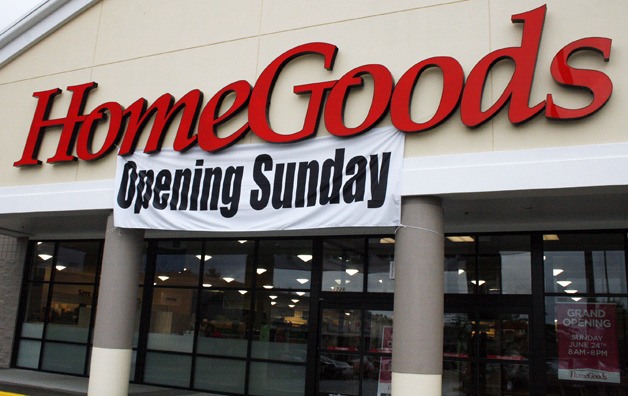 HomeGoods
Opening Sunday
GRAND
OPENING
SUNDAY
JUNE 24TH
8AM-8PM
HomeGoods